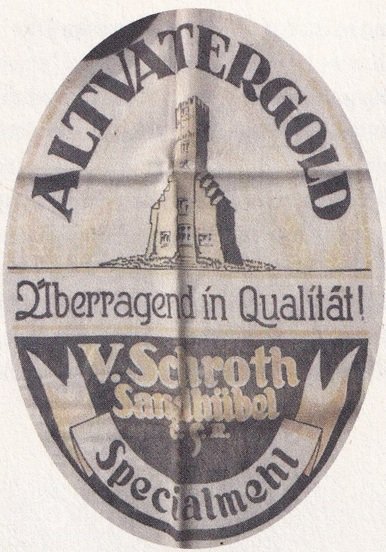 ALTVATERGOLD
Überragend in Qualität!
V. Schroth
Sandhübel
Specialmehl